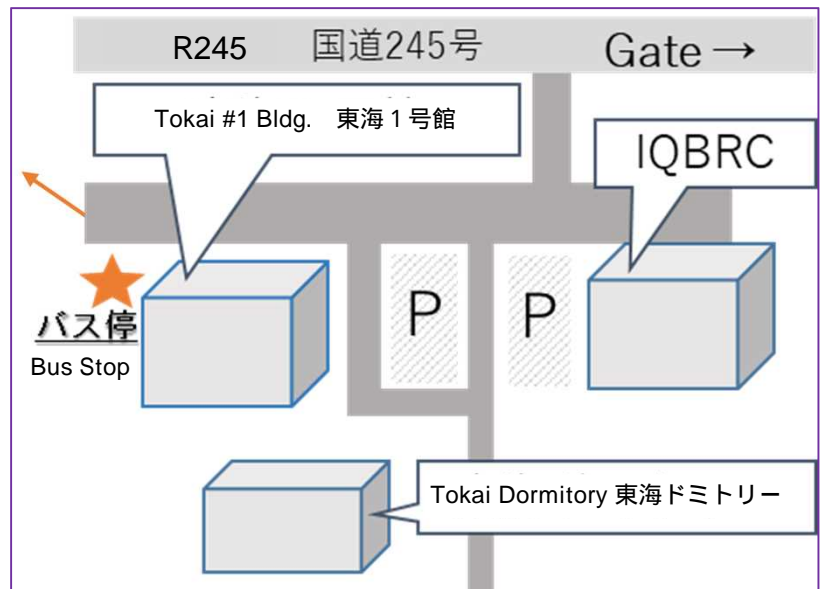 R245 国道245号 Gate →
Tokai #1 Bldg. 東海1号館
IQBRC
P P
バス停
Bus Stop
Tokai Dormitory 東海ドミトリー